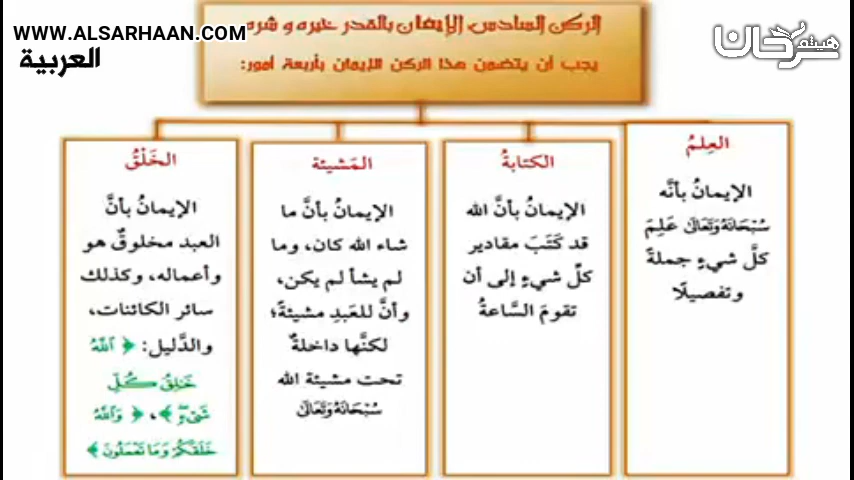 WWW.ALSARHAAN.COM
العربية
هيثم سرحان
الركن السادس: الإيمان بالقدر خيره و شره
يجب أن يتضمن هذا الركن الإيمان بأربعة أمور:
العِلمُ
الإيمانُ بأنَّه
سُبْحَانَهُ وَتَعَالَىٰ عَلِمَ
كلَّ شيءٍ جملةً
وتفصيلًا
الكتابةُ
الإيمانُ بأنَّ الله
قد كَتَبَ مقادير
كلِّ شيءٍ إلى أن
تقومَ السَّاعةُ
المَشيئة
الإيمانُ بأنَّ ما
شاء الله كان، وما
لم يشأ لم يكن،
وأنَّ للعَبدِ مشيئةً؛
لكنَّها داخلةٌ
تحت مشيئة الله
سُبْحَانَهُ وَتَعَالَىٰ
الخَلْقُ
الإيمانُ بأنَّ
العبد مخلوقٌ هو
وأعماله، وكذلك
سائر الكائنات،
والدَّليل: ﴿ ٱللَّهُ
خَٰلِقُ كُلِّ
شَىْءٍ ﴾، ﴿ وَٱللَّهُ
خَلَقَكُمْ وَمَا تَعْمَلُونَ ﴾